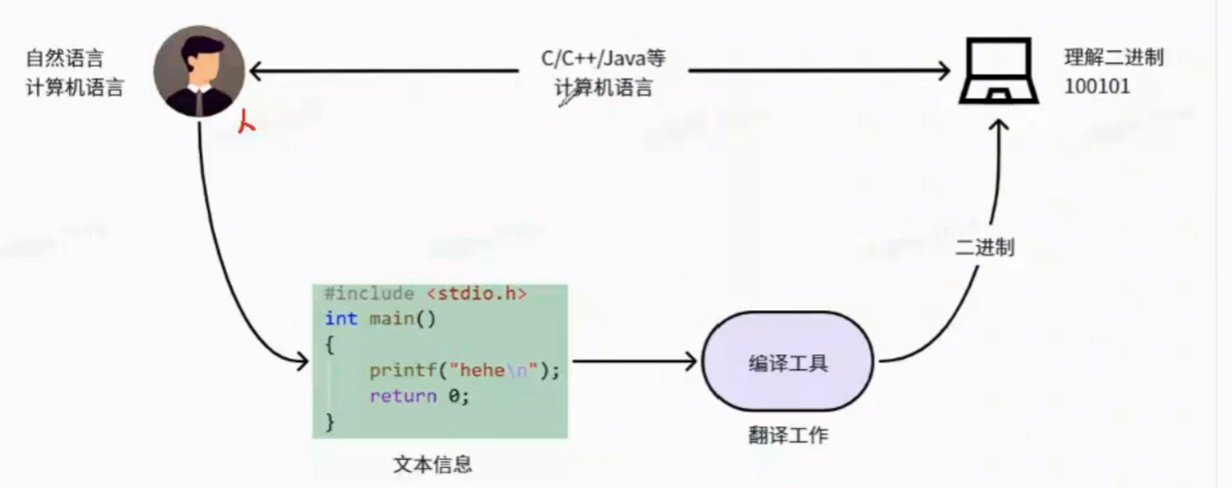 自然语言
计算机语言
人
C/C++/Java等
计算机语言
理解二进制
100101
二进制
#include <stdio.h>
int main()
{
    printf("hehe\n");
    return 0;
}
文本信息
编译工具
翻译工作